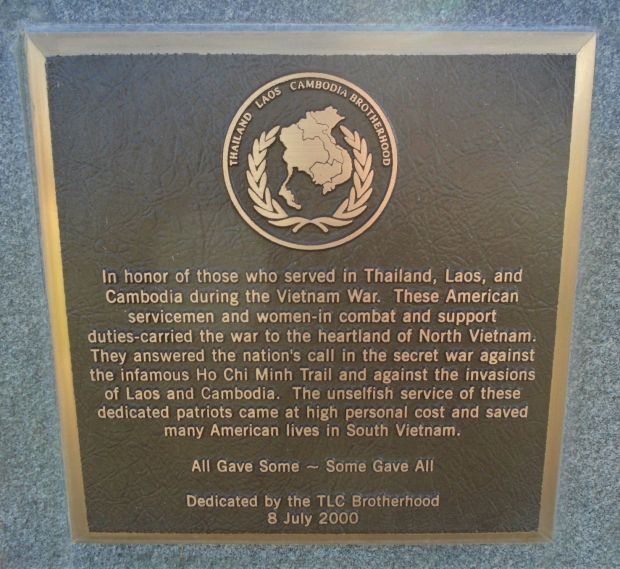 THAILAND LAOS CAMBODIA BROTHERHOOD
In honor of those who served in Thailand, Laos, and
Cambodia during the Vietnam War. These American
servicemen and women-in combat and support
duties-carried the war to the heartland of North Vietnam.
They answered the nation's call in the secret war against
the infamous Ho Chi Minh Trail and against the invasions
of Laos and Cambodia. The unselfish service of these
dedicated patriots came at high personal cost and saved
many American lives in South Vietnam.
All Gave Some ~ Some Gave All
Dedicated by the TLC Brotherhood
8 July 2000